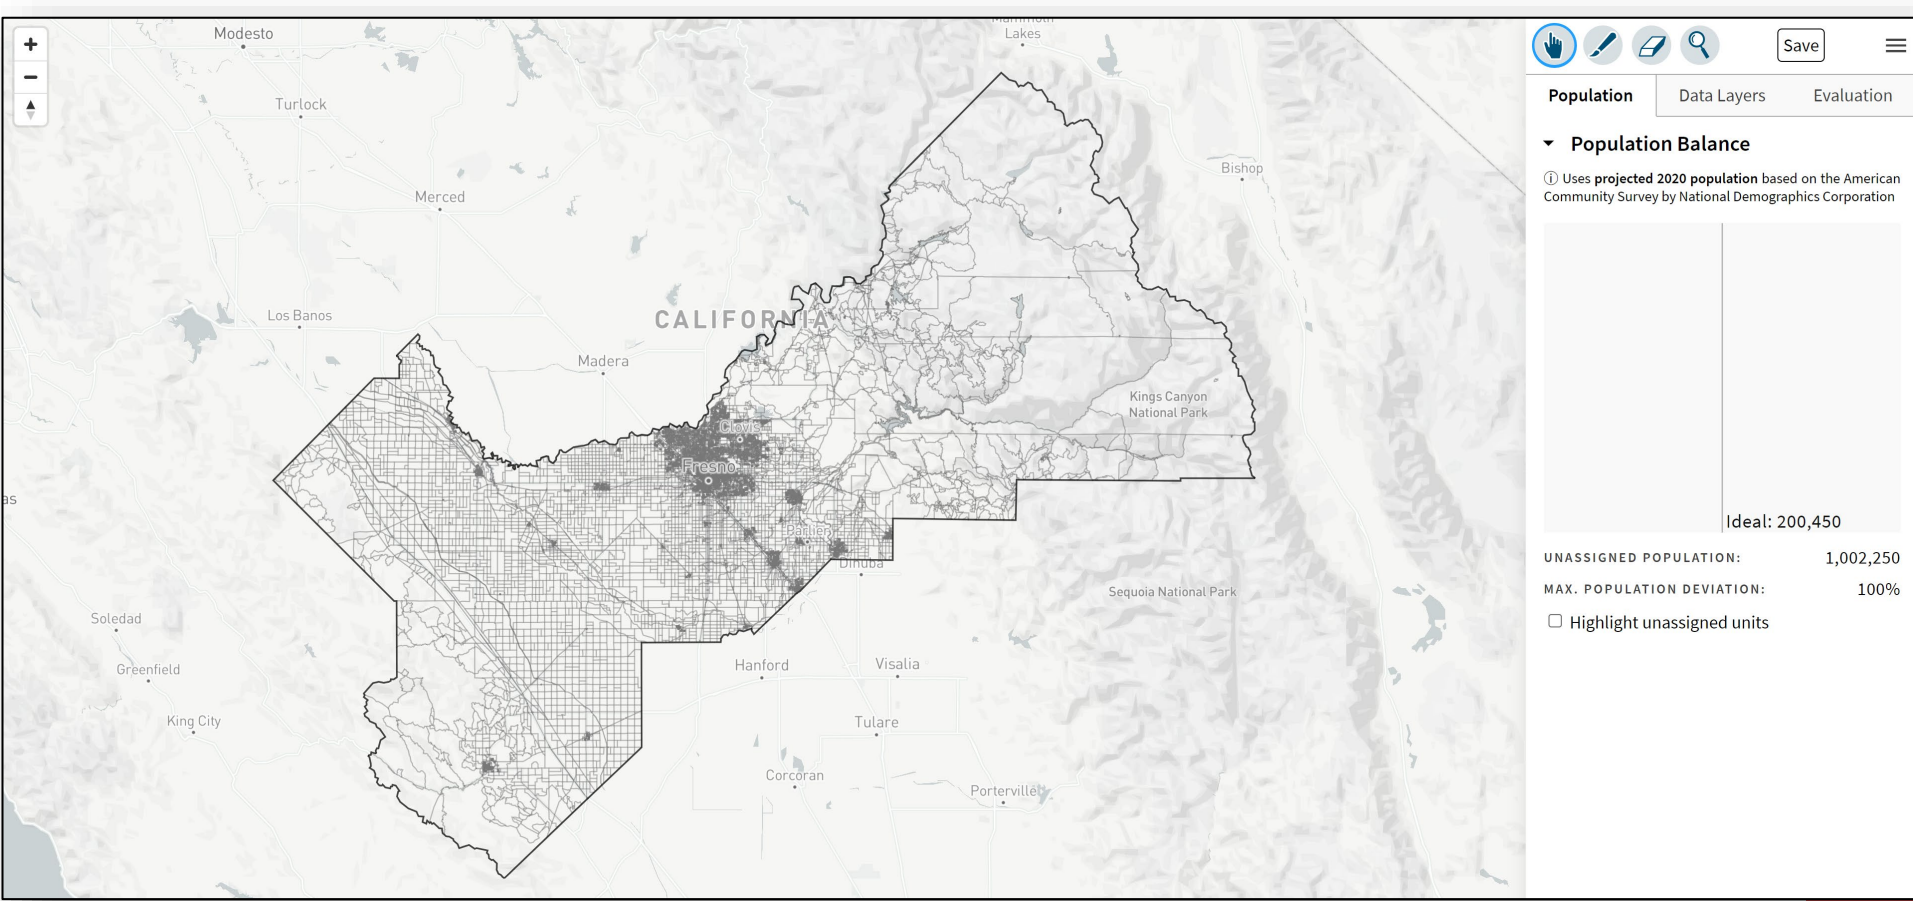 Modesto
Mammoth
Lakes
Turlock
Bishop
Merced
Los Banos
CALIFORNIA
Madera
Kings Canyon
National Park
Clovis
Fresno
as
Parlier
Dinuba
Sequoia National Park
Soledad
Greenfield
Hanford
Visalia
King City
Tulare
Corcoran
Porterville
+
−
Save
Population
Data Layers
Evaluation
Population Balance
ⓘ Uses projected 2020 population based on the American
Community Survey by National Demographics Corporation
Ideal: 200,450
UNASSIGNED POPULATION: 1,002,250
MAX. POPULATION DEVIATION: 100%
Highlight unassigned units